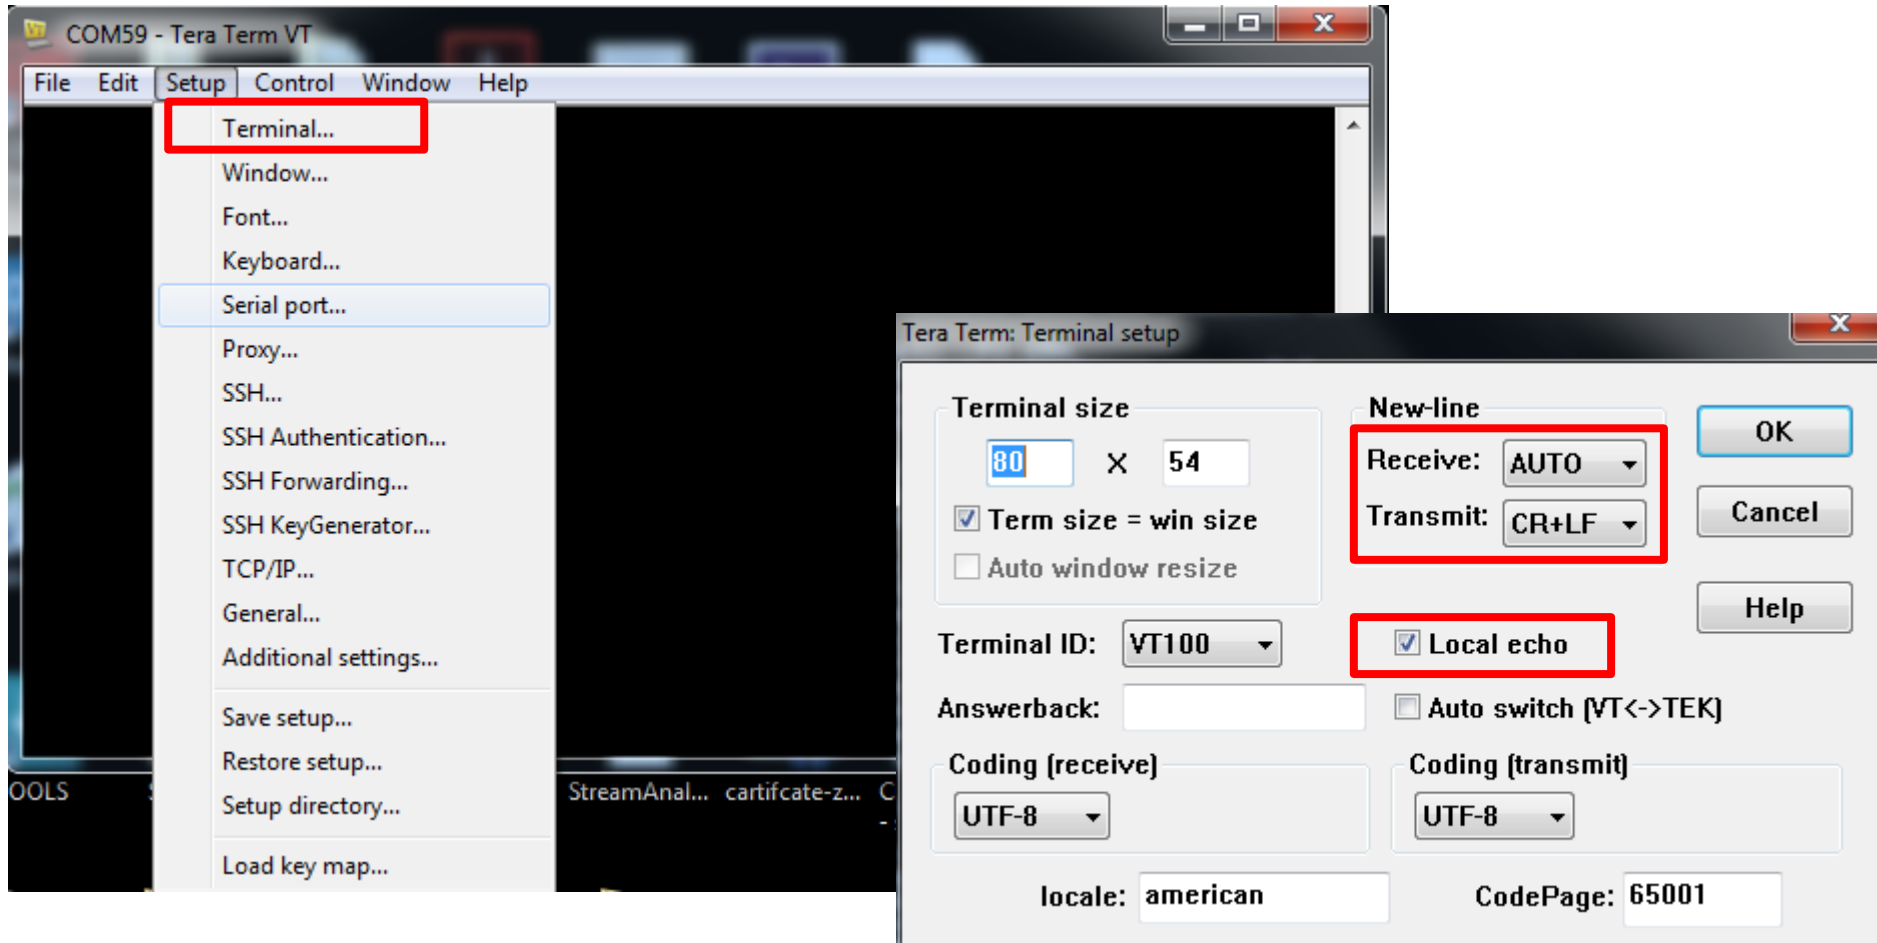 COM59 - Tera Term VT
File Edit Setup Control Window Help
Terminal...
Window...
Font...
Keyboard...
Serial port...
Proxy...
SSH...
SSH Authentication...
SSH Forwarding...
SSH KeyGenerator...
TCP/IP...
General...
Additional settings...
Save setup...
Restore setup...
Setup directory...
Load key map...
OOLS
StreamAnal... cartifcate-z...
Tera Term: Terminal setup
Terminal size
80 X 54
Term size = win size
Auto window resize
New-line
Receive: AUTO
Transmit: CR+LF
OK
Cancel
Help
Terminal ID: VT100
Local echo
Answerback:
Auto switch (VT<->TEK)
Coding (receive)
UTF-8
Coding (transmit)
UTF-8
locale: american
CodePage: 65001